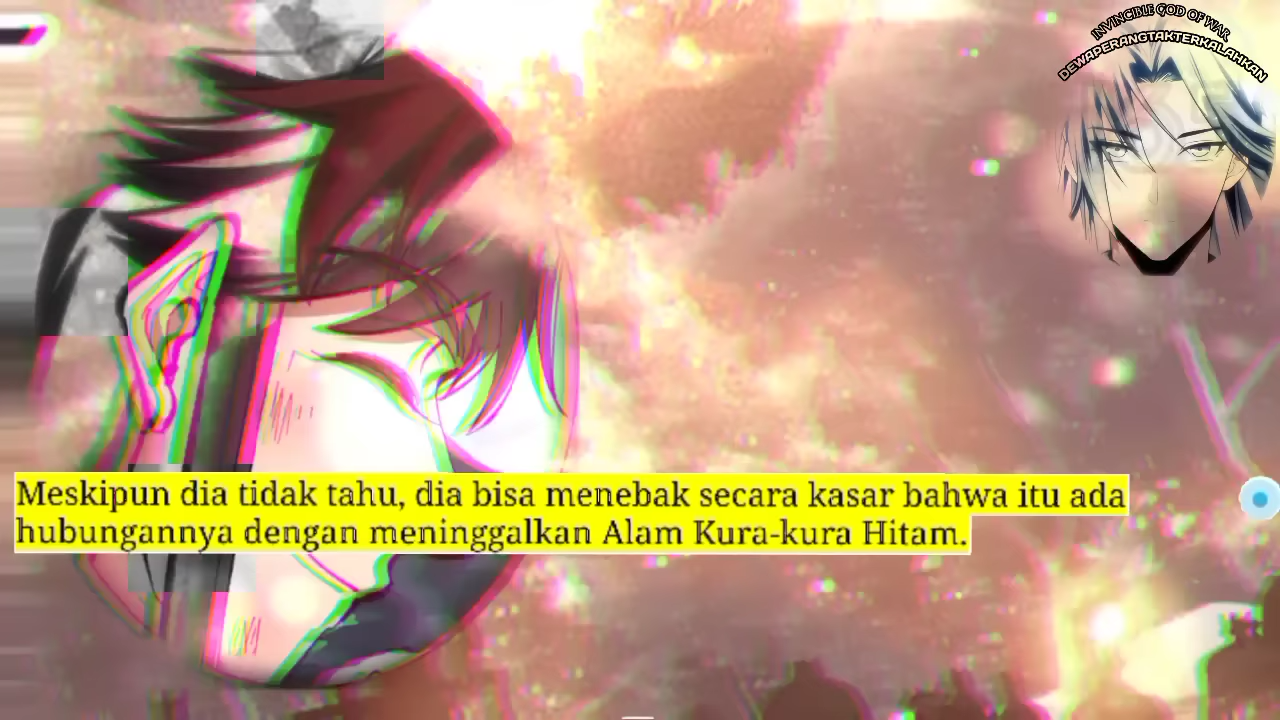 INVINCIBLE GOD OF WAR
DEWAPERANGTAKTERKALAHKAN
Meskipun dia tidak tahu, dia bisa menebak secara kasar bahwa itu ada
hubungannya dengan meninggalkan Alam Kura-kura Hitam.